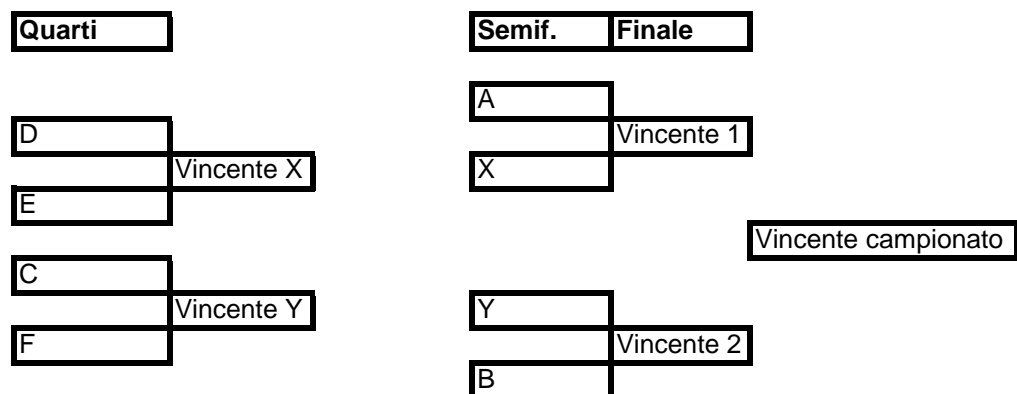 Quarti Semif. Finale
A
D Vincente 1
Vincente X X
E
Vincente campionato
C
Vincente Y Y
F Vincente 2
B